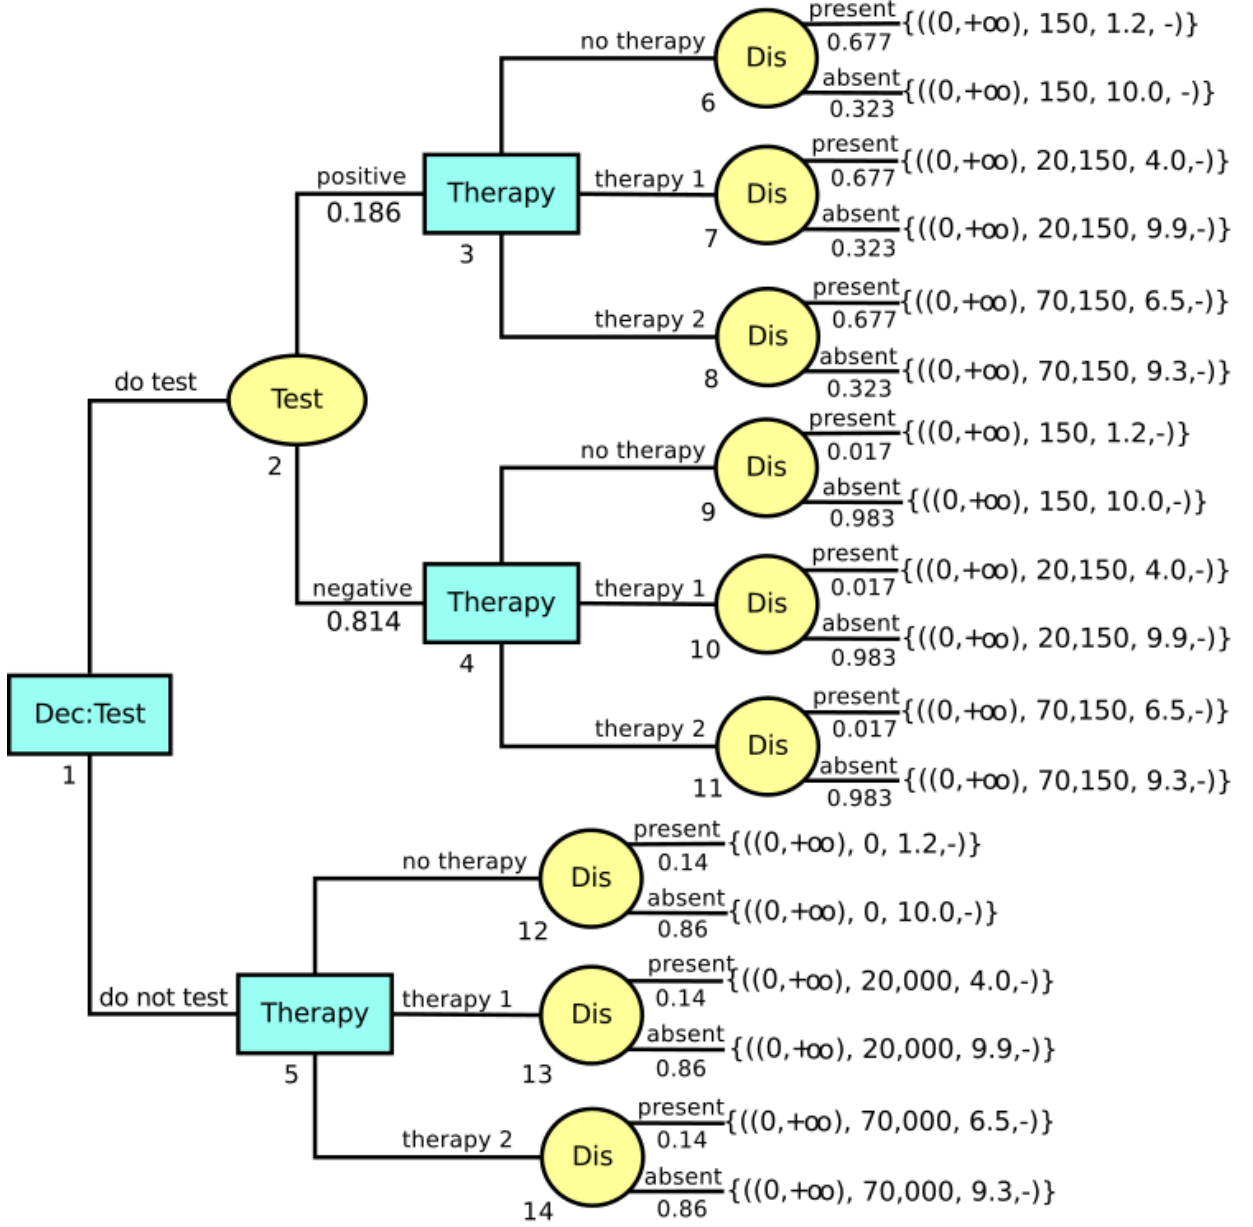 present {((0,+∞), 150, 1.2, -)}
0.677
no therapy
Dis
absent {((0,+∞), 150, 10.0, -)}
6
0.323
present {((0,+∞), 20,150, 4.0,-)}
positive
Therapy
therapy 1
Dis
0.677
0.186
absent {((0,+∞), 20,150, 9.9,-)}
3
7
0.323
present {((0,+∞), 70,150, 6.5,-)}
therapy 2
0.677
Dis
absent {((0,+∞), 70,150, 9.3,-)}
8
0.323
do test
Test
2
present {((0,+∞), 150, 1.2,-)}
no therapy
0.017
Dis
absent {((0,+∞), 150, 10.0,-)}
9
0.983
present {((0,+∞), 20,150, 4.0,-)}
negative
Therapy
therapy 1
0.017
Dis
0.814
absent {((0,+∞), 20,150, 9.9,-)}
4
10
0.983
present {((0,+∞), 70,150, 6.5,-)}
therapy 2
0.017
Dis
absent {((0,+∞), 70,150, 9.3,-)}
11
0.983
Dec:Test
1
present {((0,+∞), 0, 1.2,-)}
no therapy
0.14
Dis
absent {((0,+∞), 0, 10.0,-)}
12
0.86
present {((0,+∞), 20,000, 4.0,-)}
do not test
Therapy
therapy 1
0.14
Dis
absent {((0,+∞), 20,000, 9.9,-)}
5
13
0.86
present {((0,+∞), 70,000, 6.5,-)}
therapy 2
0.14
Dis
absent {((0,+∞), 70,000, 9.3,-)}
14
0.86